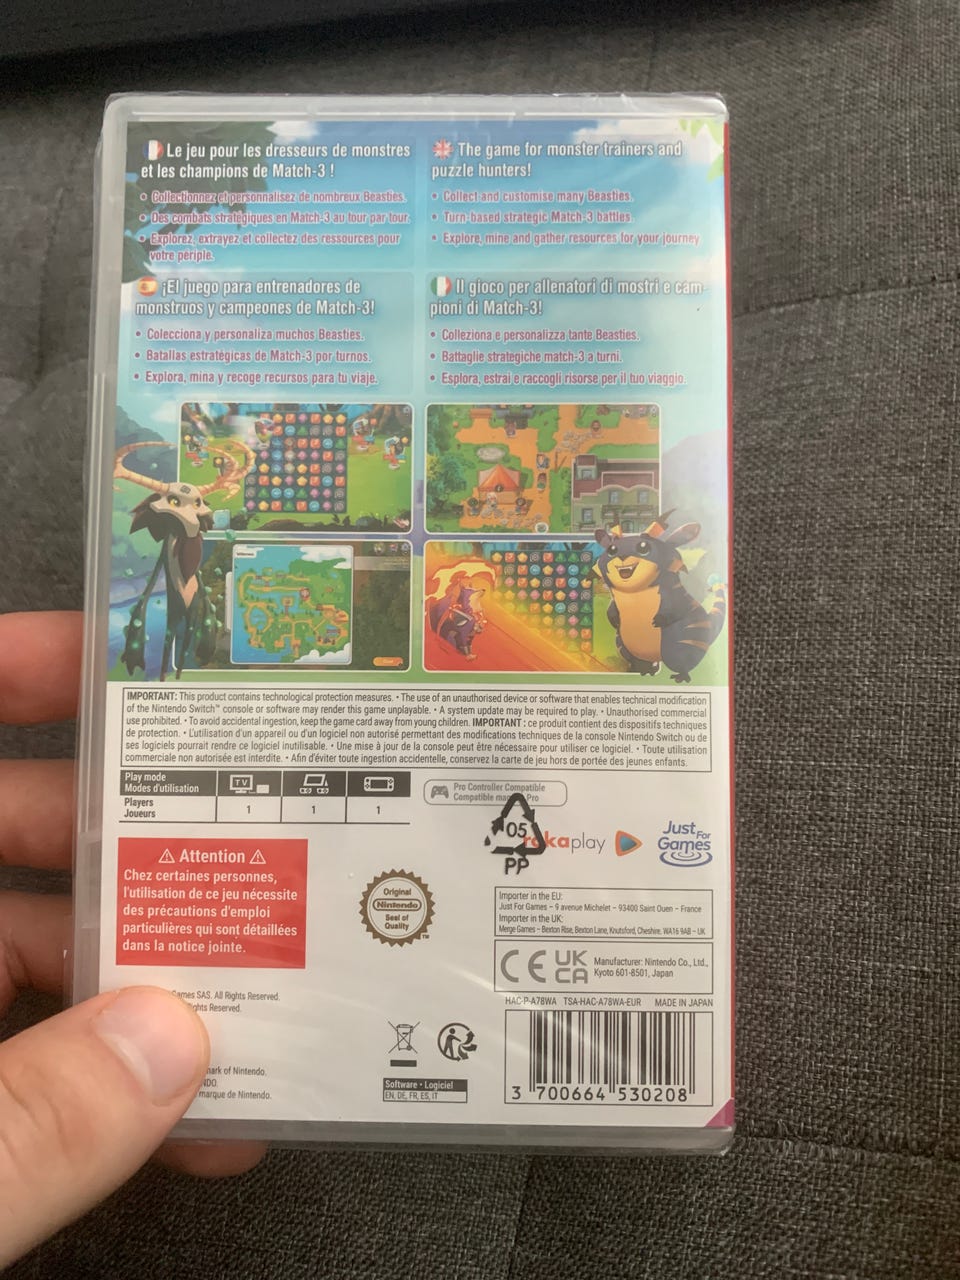 Le jeu pour les dresseurs de monstres
et les champions de Match-3 !
• Collectionnez et personnalisez de nombreux Beasties.
• Des combats stratégiques en Match-3 au tour par tour.
• Explorez, extrayez et collectez des ressources pour
votre périple.
The game for monster trainers and
puzzle hunters!
• Collect and customise many Beasties.
• Turn-based strategic Match-3 battles.
• Explore, mine and gather resources for your journey
¡El juego para entrenadores de
monstruos y campeones de Match-3!
• Colecciona y personaliza muchos Beasties.
• Batallas estratégicas de Match-3 por turnos.
• Explora, mina y recoge recursos para tu viaje.
Il gioco per allenatori di mostri e cam-
pioni di Match-3!
• Colleziona e personalizza tante Beasties.
• Battaglie strategiche match-3 a turni.
• Esplora, estrai e raccogli risorse per il tuo viaggio.
IMPORTANT: This product contains technological protection measures. • The use of an unauthorised device or software that enables technical modification
of the Nintendo Switch™ console or software may render this game unplayable. • A system update may be required to play. • Unauthorised commercial
use prohibited. • To avoid accidental ingestion, keep the game card away from young children. IMPORTANT : ce produit contient des dispositifs techniques
de protection. • L'utilisation d'un appareil ou d'un logiciel non autorisé permettant des modifications techniques de la console Nintendo Switch ou de
ses logiciels pourrait rendre ce logiciel inutilisable. • Une mise à jour de la console peut être nécessaire pour utiliser ce logiciel. • Toute utilisation
commerciale non autorisée est interdite. • Afin d'éviter toute ingestion accidentelle, conservez la carte de jeu hors de portée des jeunes enfants.
Play mode
Modes d'utilisation
TV
Players
Joueurs
1
1
1
Pro Controller Compatible
Compatible Pro
05
PP
kaplay
Just For Games
Attention
Chez certaines personnes,
l'utilisation de ce jeu nécessite
des précautions d'emploi
particulières qui sont détaillées
dans la notice jointe.
Original
Nintendo
Seal of
Quality
TM
Importer in the EU:
Just For Games – 9 avenue Michelet – 93400 Saint Ouen – France
Importer in the UK:
Merge Games – Bexton Rise, Bexton Lane, Knutsford, Cheshire, WA16 9AB – UK
CE
UK
CA
Manufacturer: Nintendo Co., Ltd.,
Kyoto 601-8501, Japan
HAC-P-A78WA TSA-HAC-A78WA-EUR MADE IN JAPAN
Games SAS. All Rights Reserved.
Rights Reserved.
mark of Nintendo.
NDO.
marque de Nintendo.
Software • Logiciel
EN, DE, FR, ES, IT
3 700664 530208